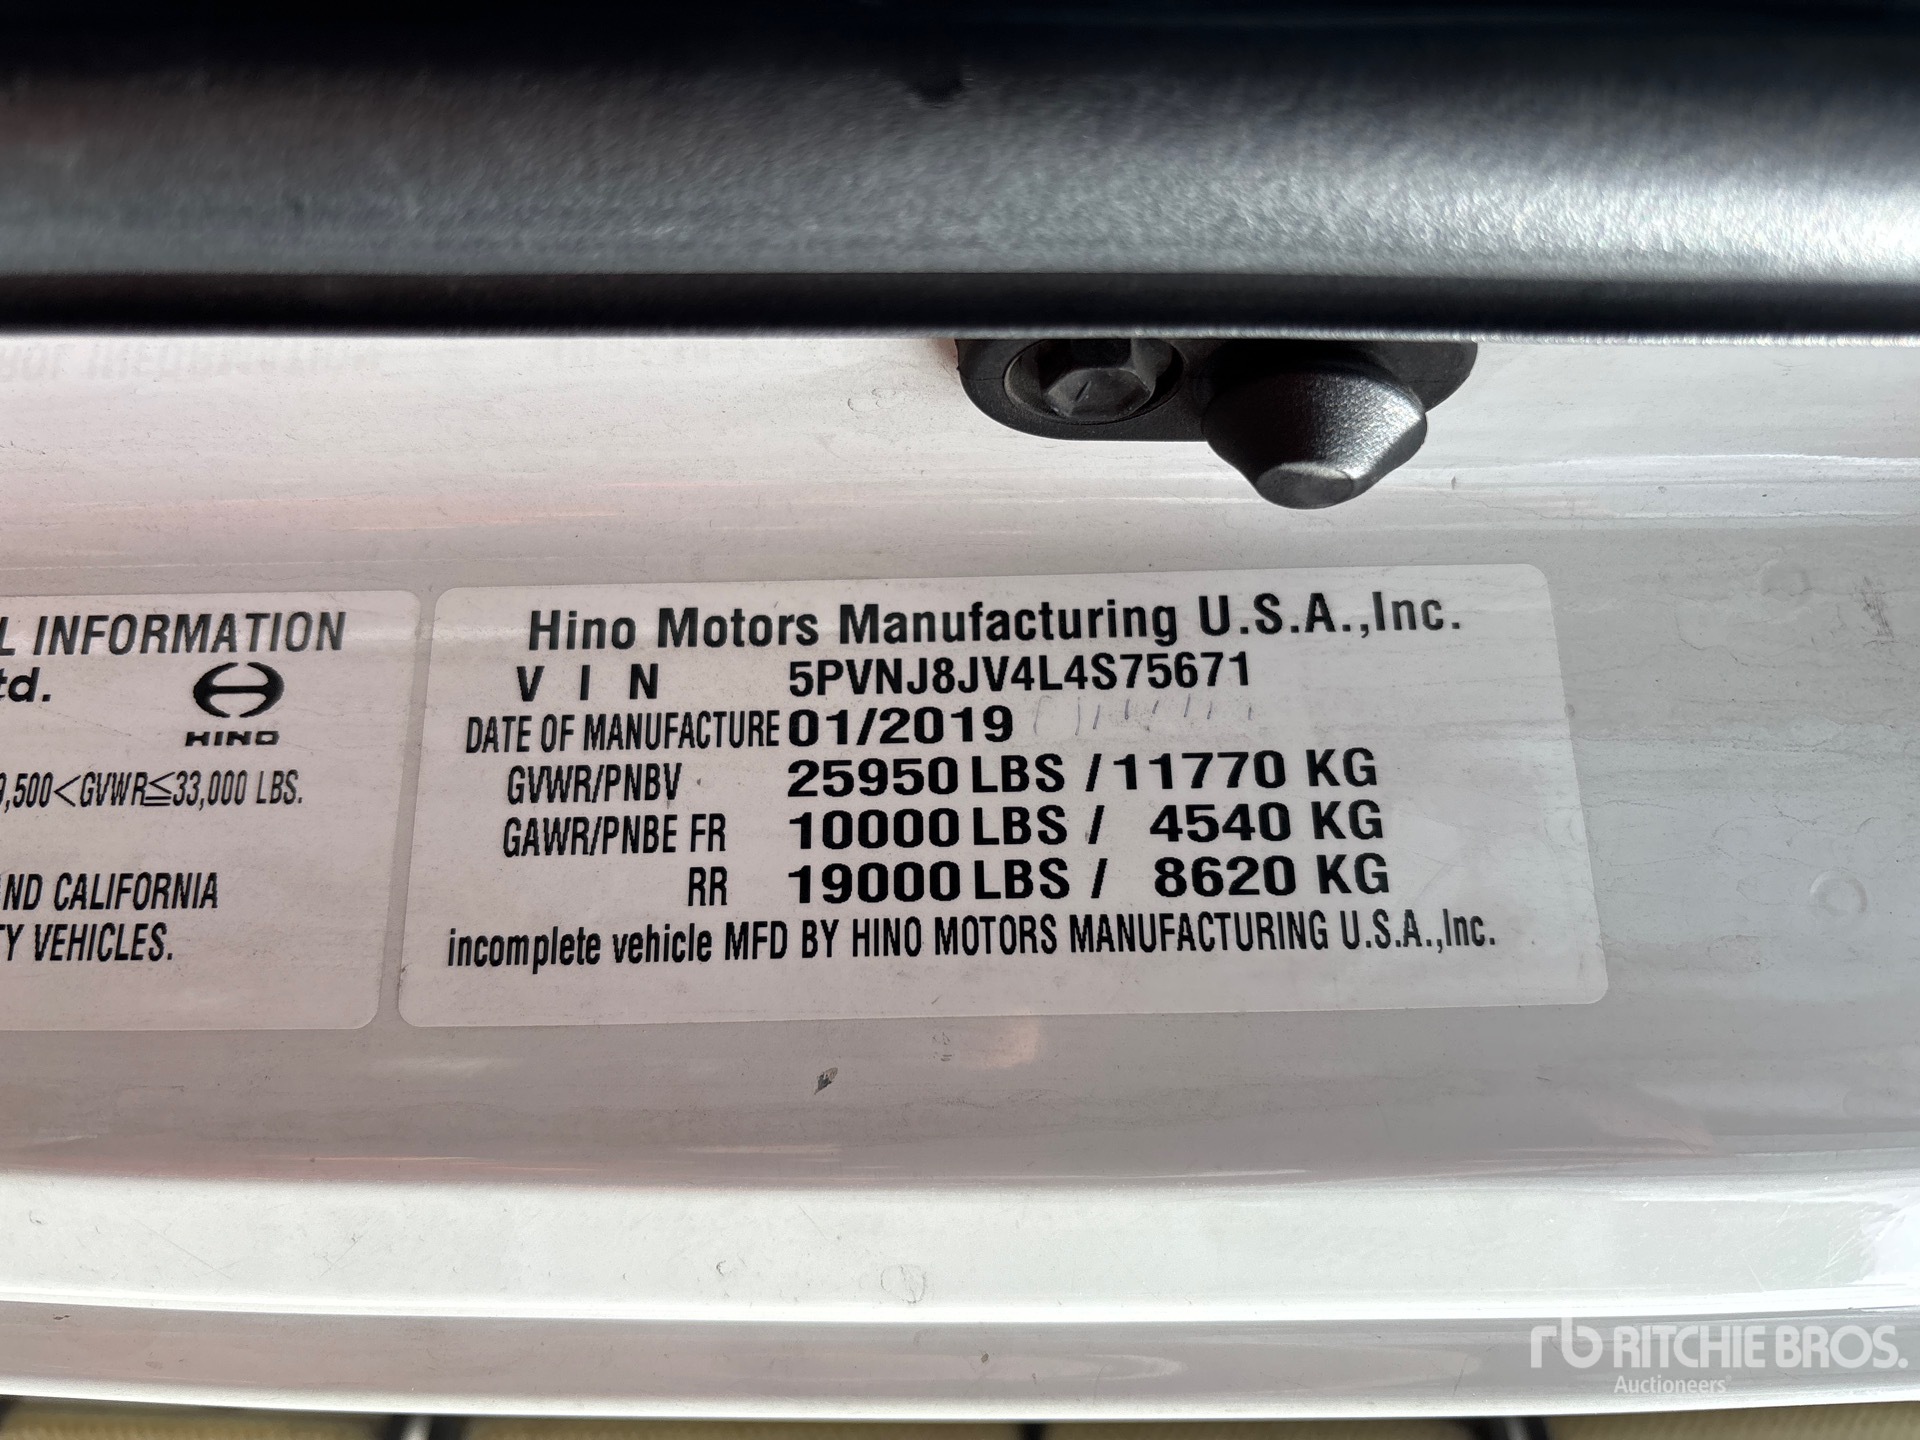 L INFORMATION
td.
HINO
9,500<GVWR≦33,000 LBS.
ND CALIFORNIA
TY VEHICLES.
Hino Motors Manufacturing U.S.A.,Inc.
V I N 5PVNJ8JV4L4S75671
DATE OF MANUFACTURE 01/2019
GVWR/PNBV 25950 LBS / 11770 KG
GAWR/PNBE FR 10000 LBS / 4540 KG
RR 19000 LBS / 8620 KG
incomplete vehicle MFD BY HINO MOTORS MANUFACTURING U.S.A.,Inc.
rb RITCHIE BROS.
Auctioneers